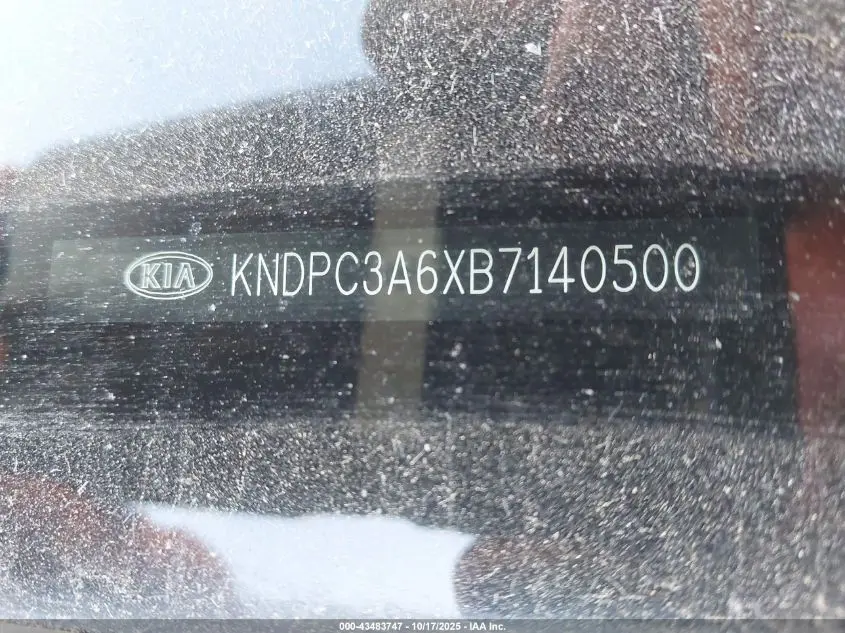 KIA KNDPC3A6XB7140500
000-43483747 - 10/17/2025 - IAA Inc.